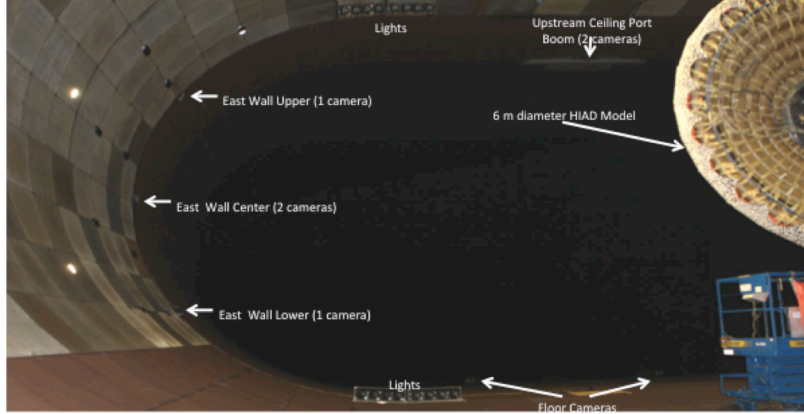 Lights
Upstream Ceiling Port
Boom (2 cameras)
East Wall Upper (1 camera)
6 m diameter HIAD Model
East  Wall Center (2 cameras)
East  Wall Lower (1 camera)
Lights
Floor Cameras